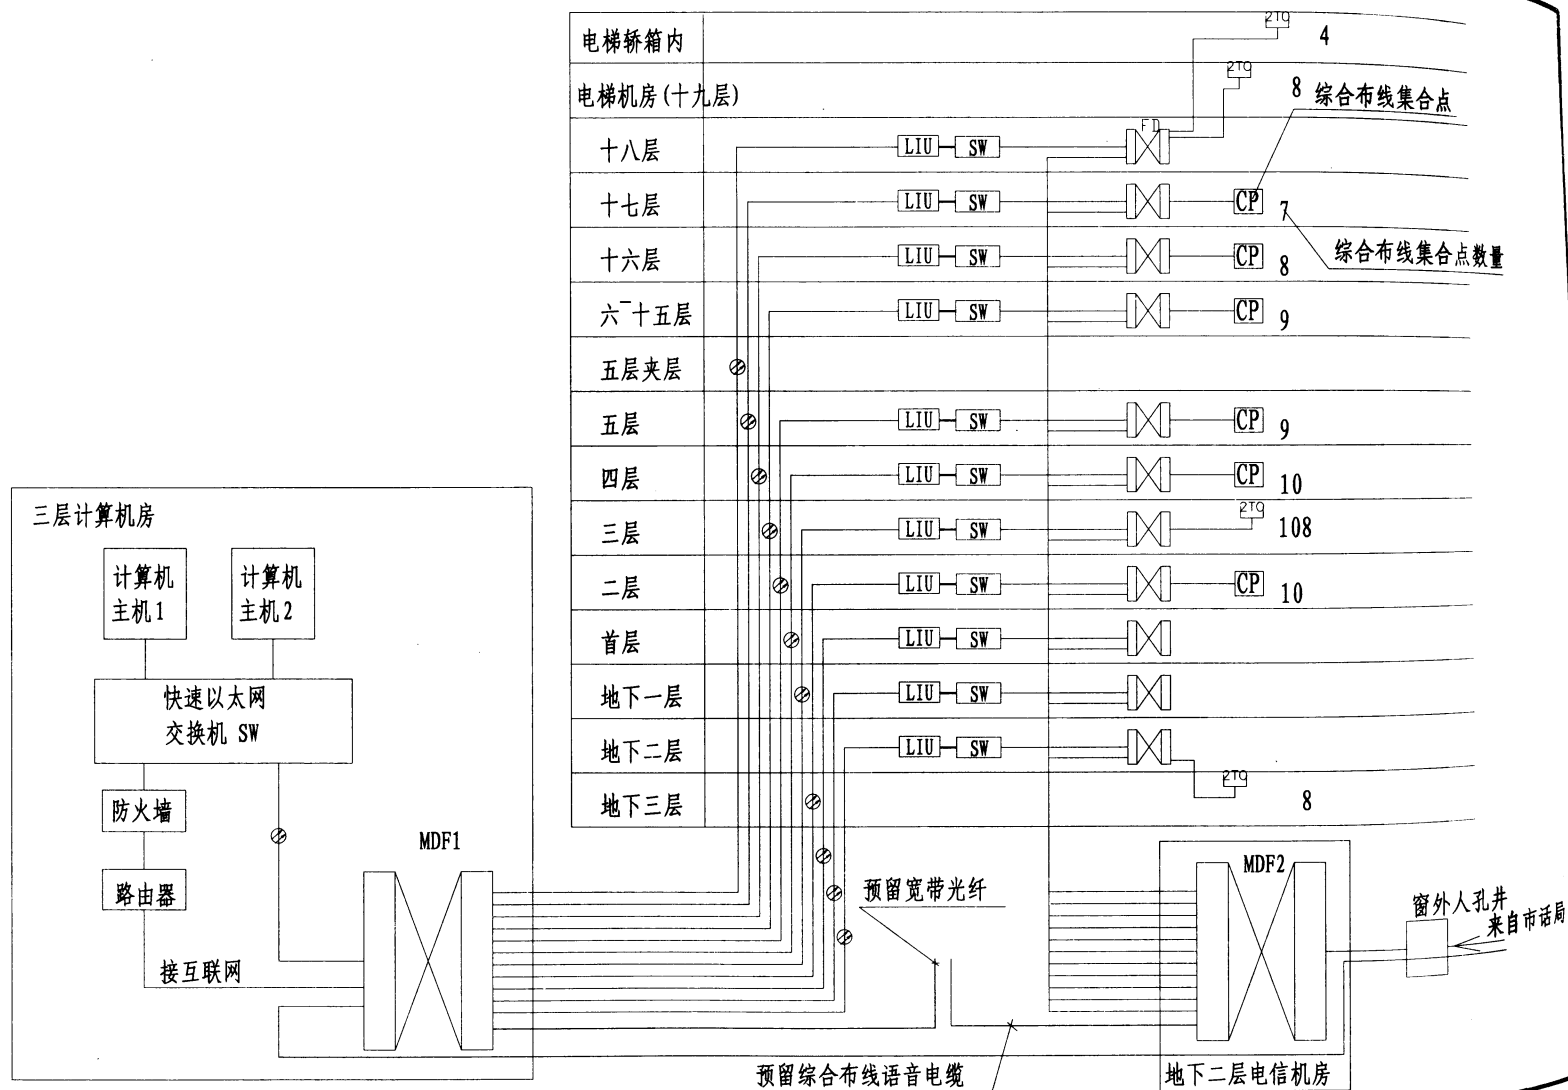 电梯轿箱内
2TO
4
电梯机房(十九层)
2TO
8 综合布线集合点
十八层
LIU
SW
FD
十七层
LIU
SW
CP
7
十六层
LIU
SW
CP
8
综合布线集合点数量
六-十五层
LIU
SW
CP
9
五层夹层
五层
LIU
SW
CP
9
四层
LIU
SW
CP
10
三层
LIU
SW
2TO
108
二层
LIU
SW
CP
10
首层
LIU
SW
地下一层
LIU
SW
地下二层
LIU
SW
地下三层
2TO
8
三层计算机房
计算机
主机1
计算机
主机2
快速以太网
交换机 SW
防火墙
路由器
接互联网
MDF1
预留宽带光纤
预留综合布线语音电缆
MDF2
地下二层电信机房
窗外人孔井
来自市话局